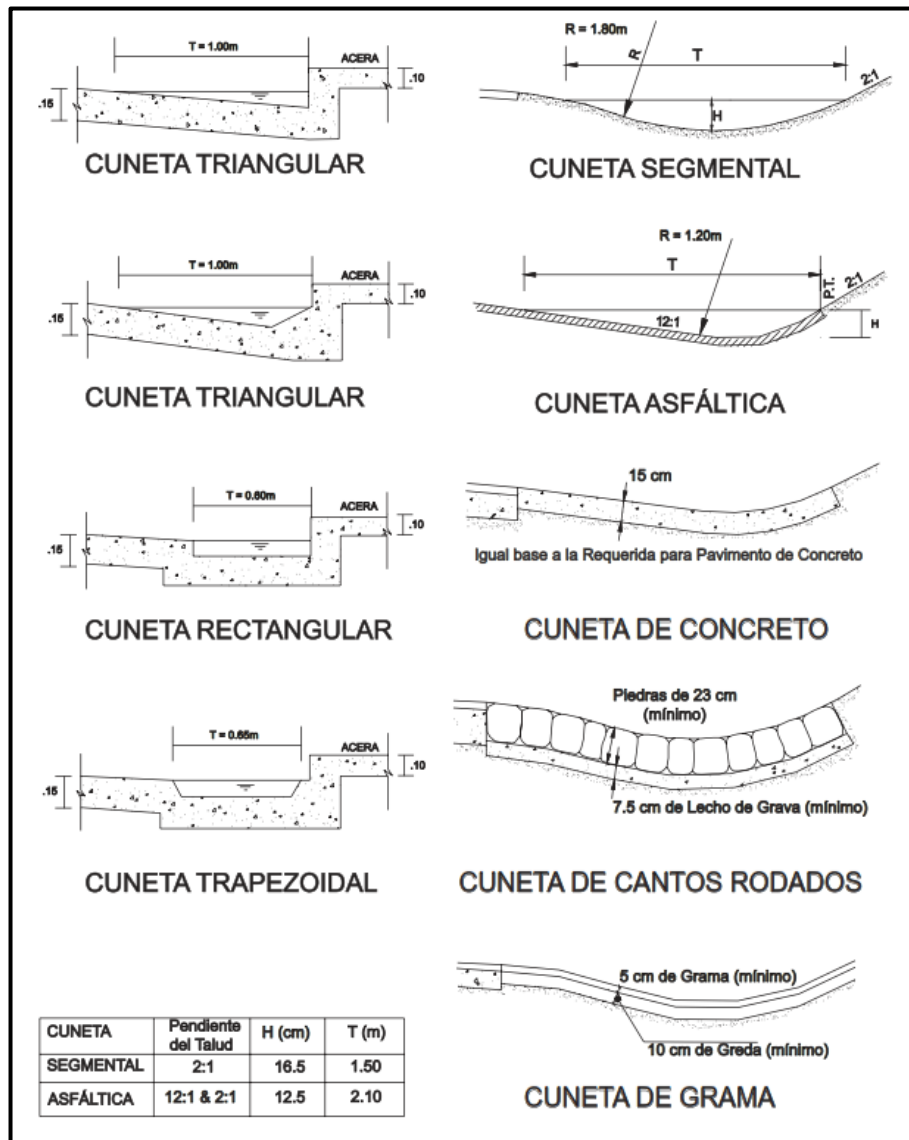 T = 1.00m
ACERA
.10
.15
CUNETA TRIANGULAR
R = 1.80m
R
T
2:1
H
CUNETA SEGMENTAL
T = 1.00m
ACERA
.10
.15
CUNETA TRIANGULAR
R = 1.20m
T
P.T.
2:1
12:1
H
CUNETA ASFÁLTICA
T = 0.60m
ACERA
.10
.15
CUNETA RECTANGULAR
15 cm
Igual base a la Requerida para Pavimento de Concreto
CUNETA DE CONCRETO
T = 0.65m
ACERA
.10
.15
CUNETA TRAPEZOIDAL
Piedras de 23 cm
(mínimo)
7.5 cm de Lecho de Grava (mínimo)
CUNETA DE CANTOS RODADOS
5 cm de Grama (mínimo)
10 cm de Greda (mínimo)
CUNETA DE GRAMA
CUNETA Pendiente del Talud H (cm) T (m)
SEGMENTAL 2:1 16.5 1.50
ASFÁLTICA 12:1 & 2:1 12.5 2.10